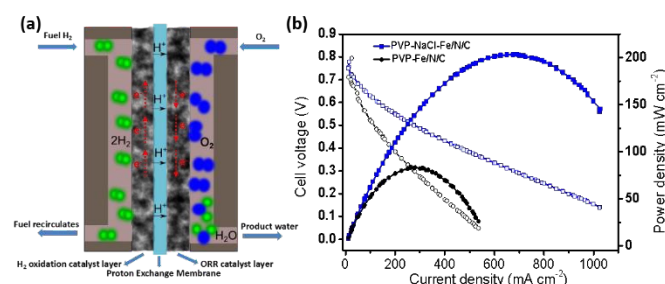 (a)
Fuel H₂
O₂
H⁺
H⁺
2H₂
O₂
H⁺
H⁺
H⁺
H₂O
Fuel recirculates
Product water
H₂ oxidation catalyst layer
ORR catalyst layer
Proton Exchange Membrane
(b)
PVP-NaCl-Fe/N/C
PVP-Fe/N/C
Cell voltage (V)
0.9
0.8
0.7
0.6
0.5
0.4
0.3
0.2
0.1
0.0
Power density (mW cm⁻²)
200
150
100
50
0
0 200 400 600 800 1000
Current density (mA cm⁻²)